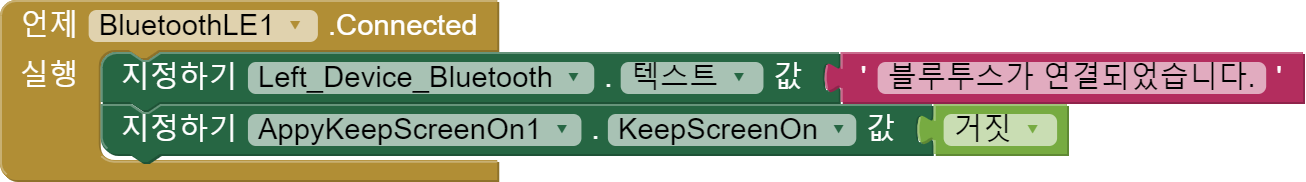 언제 BluetoothLE1 .Connected
실행 지정하기 Left_Device_Bluetooth . 텍스트 값 ' 블루투스가 연결되었습니다. '
지정하기 AppyKeepScreenOn1 . KeepScreenOn 값 거짓